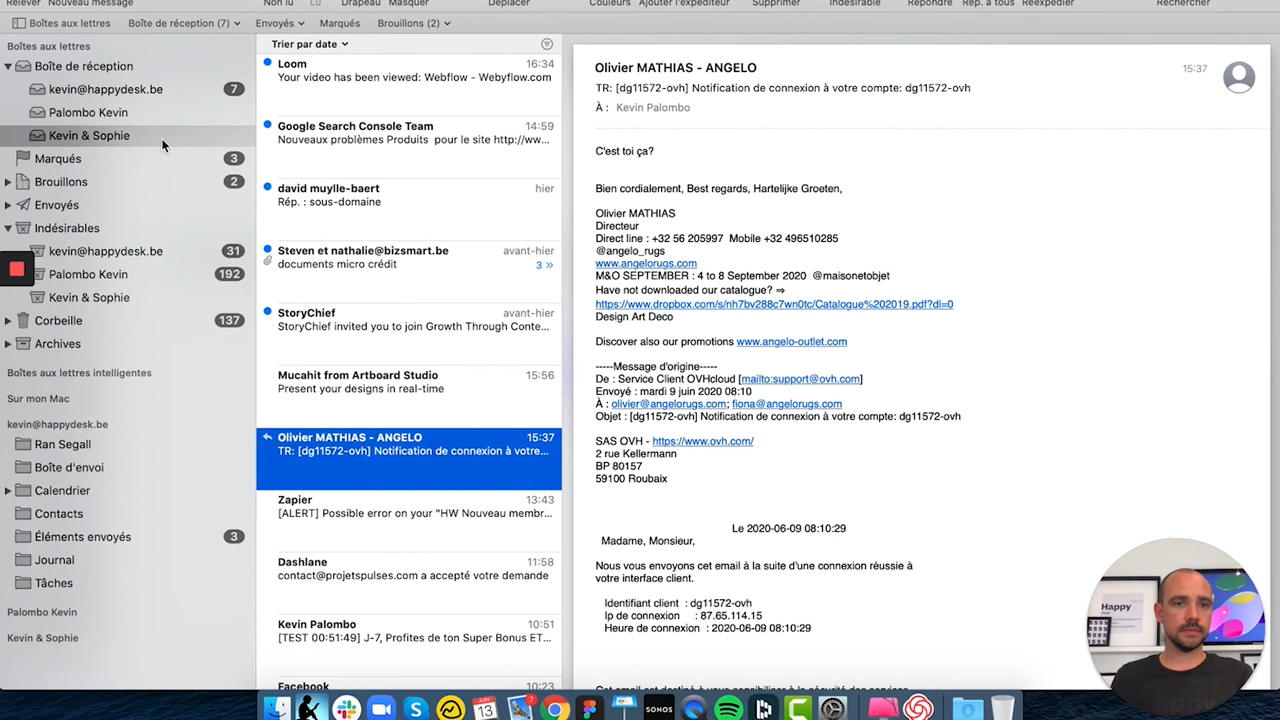 Relever Nouveau message
Non lu Lu Drapeau Masquer
Déplacer
Couleurs Ajouter l'expéditeur
Supprimer
Indésirable
Répondre Rép. à tous Réexpédier
Rechercher
Boîtes aux lettres Boîte de réception (7) Envoyés Marqués Brouillons (2)
Boîtes aux lettres
Boîte de réception
kevin@happydesk.be 7
Palombo Kevin
Kevin & Sophie
Marqués 3
Brouillons 2
Envoyés
Indésirables
kevin@happydesk.be 31
Palombo Kevin 192
Kevin & Sophie
Corbeille 137
Archives
Boîtes aux lettres intelligentes
Sur mon Mac
kevin@happydesk.be
Ran Segall
Boîte d'envoi
Calendrier
Contacts
Éléments envoyés 3
Journal
Tâches
Palombo Kevin
Kevin & Sophie
Trier par date
Loom 16:34
Your video has been viewed: Webflow - Webyflow.com
Google Search Console Team 14:59
Nouveaux problèmes Produits pour le site http://ww...
david muylle-baert hier
Rép. : sous-domaine
Steven et nathalie@bizsmart.be avant-hier
documents micro crédit 3 »
StoryChief avant-hier
StoryChief invited you to join Growth Through Conte...
Mucahit from Artboard Studio 15:56
Present your designs in real-time
Olivier MATHIAS - ANGELO 15:37
TR: [dg11572-ovh] Notification de connexion à votre...
Zapier 13:43
[ALERT] Possible error on your "HW Nouveau membr...
Dashlane 11:58
contact@projetspulses.com a accepté votre demande
Kevin Palombo 10:51
[TEST 00:51:49] J-7, Profites de ton Super Bonus ET...
Facebook 10:23
Olivier MATHIAS - ANGELO 15:37
TR: [dg11572-ovh] Notification de connexion à votre compte: dg11572-ovh
À : Kevin Palombo
C'est toi ça?
Bien cordialement, Best regards, Hartelijke Groeten,
Olivier MATHIAS
Directeur
Direct line : +32 56 205997 Mobile +32 496510285
@angelo_rugs
www.angelorugs.com
M&O SEPTEMBER : 4 to 8 September 2020 @maisonetobjet
Have not downloaded our catalogue? ⇒
https://www.dropbox.com/s/nh7bv288c7wn0tc/Catalogue%202019.pdf?dl=0
Design Art Deco
Discover also our promotions www.angelo-outlet.com
-----Message d'origine-----
De : Service Client OVHcloud [mailto:support@ovh.com]
Envoyé : mardi 9 juin 2020 08:10
À : olivier@angelorugs.com; fiona@angelorugs.com
Objet : [dg11572-ovh] Notification de connexion à votre compte: dg11572-ovh
SAS OVH - https://www.ovh.com/
2 rue Kellermann
BP 80157
59100 Roubaix
Le 2020-06-09 08:10:29
Madame, Monsieur,
Nous vous envoyons cet email à la suite d'une connexion réussie à
votre interface client.
Identifiant client : dg11572-ovh
Ip de connexion : 87.65.114.15
Heure de connexion : 2020-06-09 08:10:29
Happy
JUIN
13
SONOS